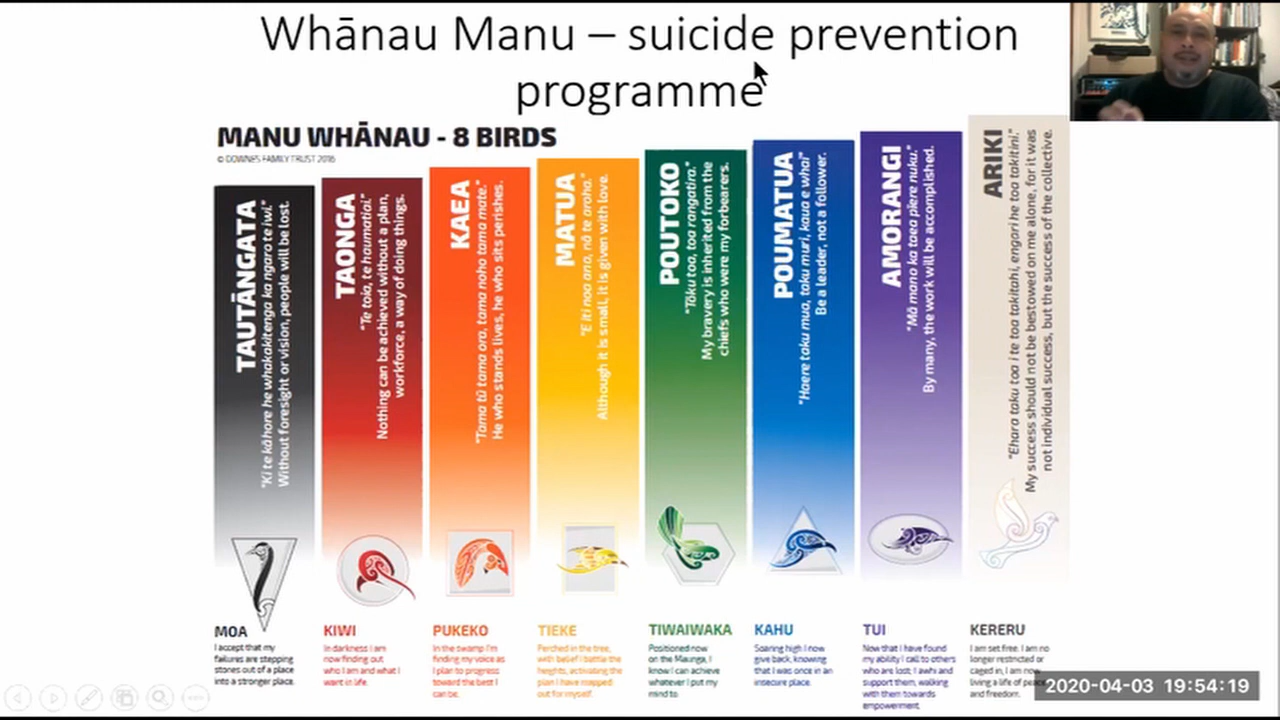 Whānau Manu – suicide prevention
programme
MANU WHĀNAU - 8 BIRDS
© DOWNES FAMILY TRUST 2016
TAUTĀNGATA
"Ki te kāhore he whakakitenga ka ngaro te iwi."
Without foresight or vision, people will be lost.
TAONGA
"Te toia, te haumatia."
Nothing can be achieved without a plan,
workforce, a way of doing things.
KAEA
"Tama tū tama ora, tama noho tama mate."
He who stands lives, he who sits perishes.
MATUA
"E iti noa ana, nā te aroha."
Although it is small, it is given with love.
POUTOKO
"Tōku toa, toa rangatira."
My bravery is inherited from the
chiefs who were my forbearers.
POUMATUA
"Haere taku mua, taku muri, kaua e whai"
Be a leader, not a follower.
AMORANGI
"Mā mano ka taea piere nuku."
By many, the work will be accomplished.
ARIKI
"Ehara taku toa i te toa takitahi, engari he toa takitini."
My success should not be bestowed on me alone, for it was
not individual success, but the success of the collective.
MOA
I accept that my
failures are stepping
stones out of a place
into a stronger place.
KIWI
In darkness I am
now finding out
who I am and what I
want in life.
PUKEKO
In the swamp I'm
finding my voice as
I plan to progress
toward the best I
can be.
TIEKE
Perched in the tree,
with belief I battle the
heights, activating the
plan I have mapped
out for myself.
TIWAIWAKA
Positioned now
on the Maunga, I
know I can achieve
whatever I put my
mind to.
KAHU
Soaring high I now
give back, knowing
that I was once in an
insecure place.
TUI
Now that I have found
my ability I call to others
who are lost; I awhi and
support them, walking
with them towards
empowerment.
KERERU
I am set free. I am no
longer restricted or
caged in, I am now
living a life of peace
and freedom.
2020-04-03 19:54:19